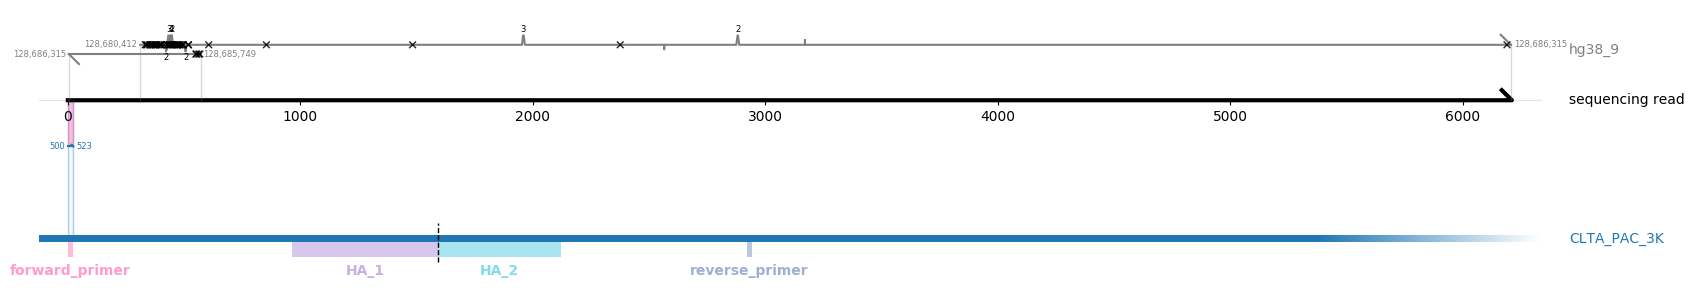 3 2 3 2
128,680,412 128,686,315 hg38_9
128,686,315 2 2 128,685,749
sequencing read
0 1000 2000 3000 4000 5000 6000
500 523
CLTA_PAC_3K
forward_primer HA_1 HA_2 reverse_primer